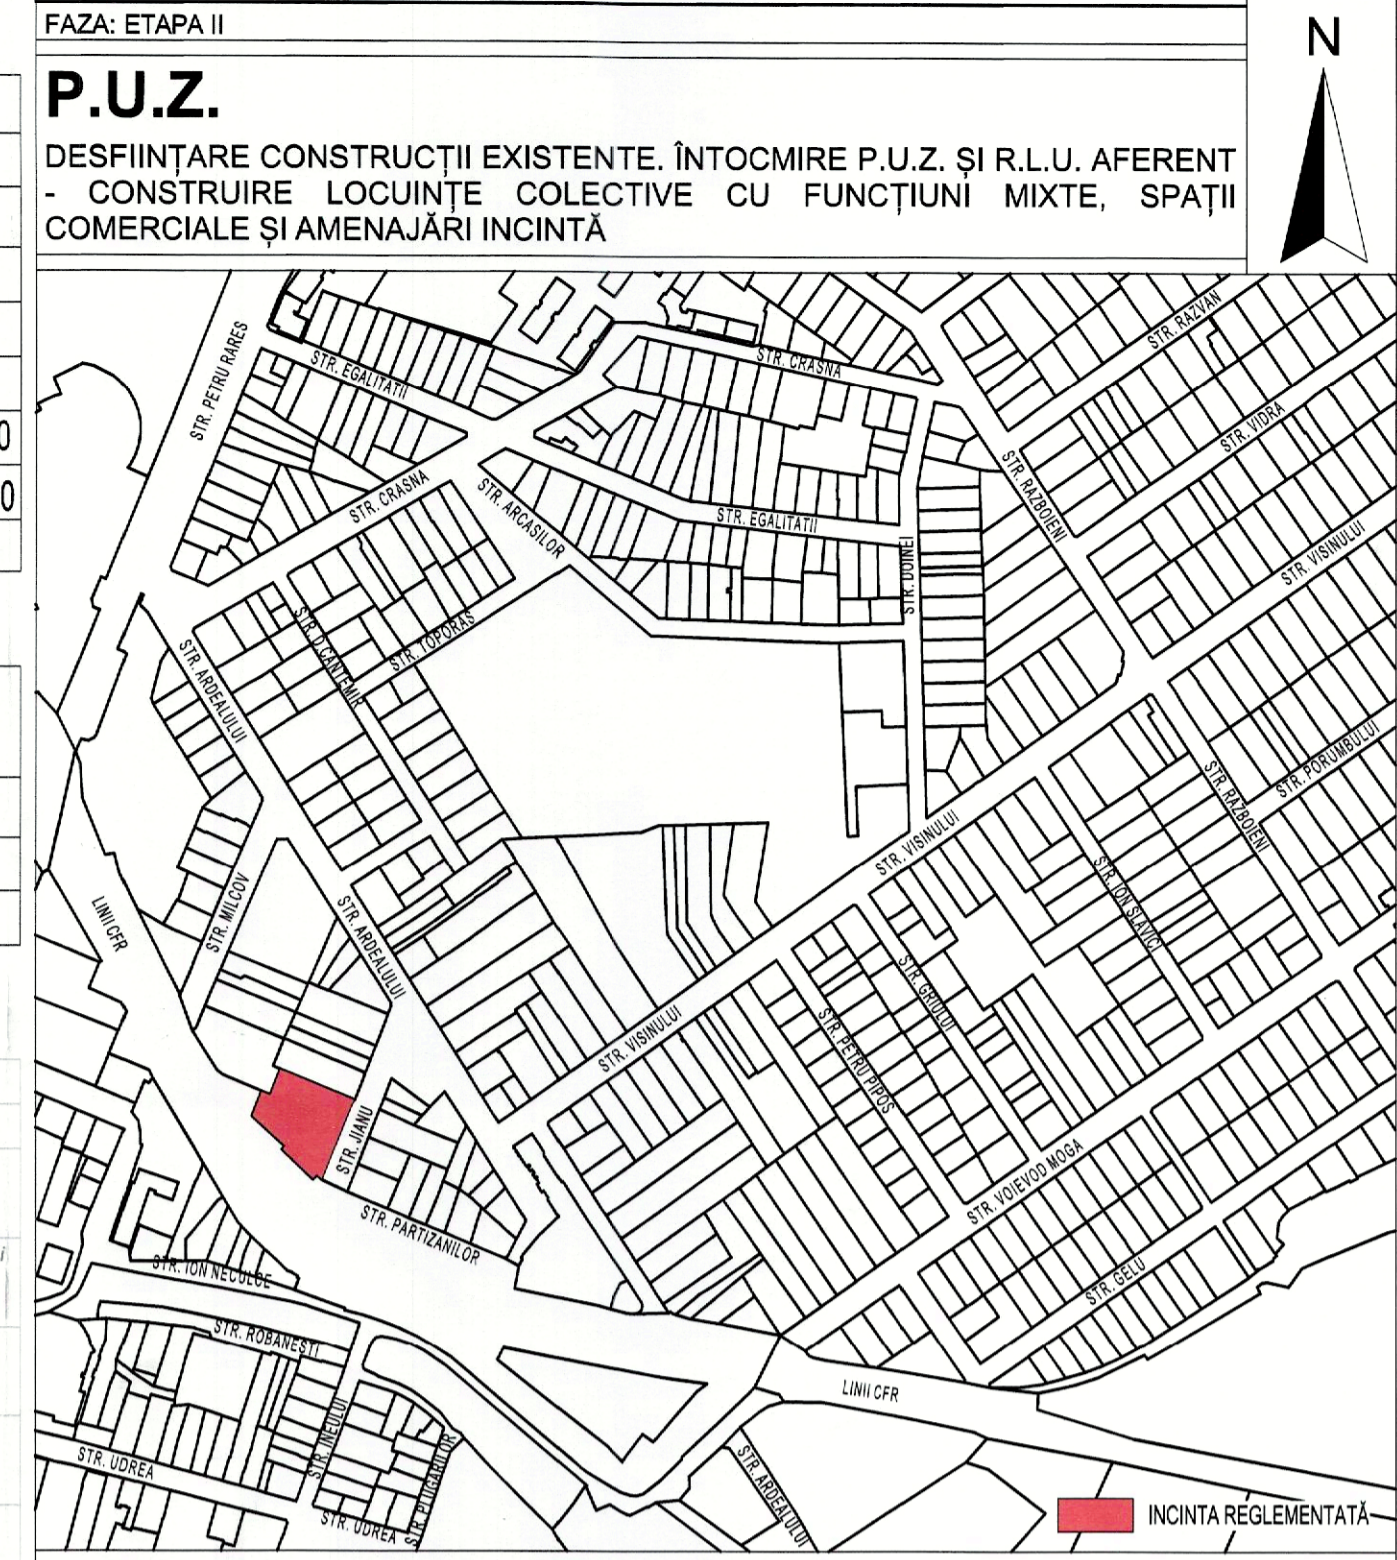 FAZA: ETAPA II
N
P.U.Z.
DESFIINȚARE CONSTRUCȚII EXISTENTE. ÎNTOCMIRE P.U.Z. ȘI R.L.U. AFERENT
- CONSTRUIRE LOCUINȚE COLECTIVE CU FUNCȚIUNI MIXTE, SPAȚII
COMERCIALE ȘI AMENAJĂRI INCINTĂ
STR. PETRU RARES
STR. EGALITATII
STR. CRASNA
STR. RAZVAN
STR. VIDRA
STR. RAZBOIENI
STR. CRASNA
STR. ARCASILOR
STR. EGALITATII
STR. DOINEI
STR. VISINULUI
STR. D.CANTEMIR
STR. TOPORAS
STR. ARDEALULUI
STR. PORUMBULUI
STR. RAZBOIENI
STR. VISINULUI
STR. ION SLAVICI
LINII CFR
STR. MILCOV
STR. ARDEALULUI
STR. GRIULUI
STR. VISINULUI
STR. PETRU PIPOS
STR. JIANU
STR. VOIEVOD MOGA
STR. PARTIZANILOR
STR. ION NECULCE
STR. GELU
STR. ROBANESTI
LINII CFR
STR. INEULUI
STR. UDREA
STR. PLUGARILOR
STR. UDREA
STR. ARDEALULUI
INCINTA REGLEMENTATĂ
0
0